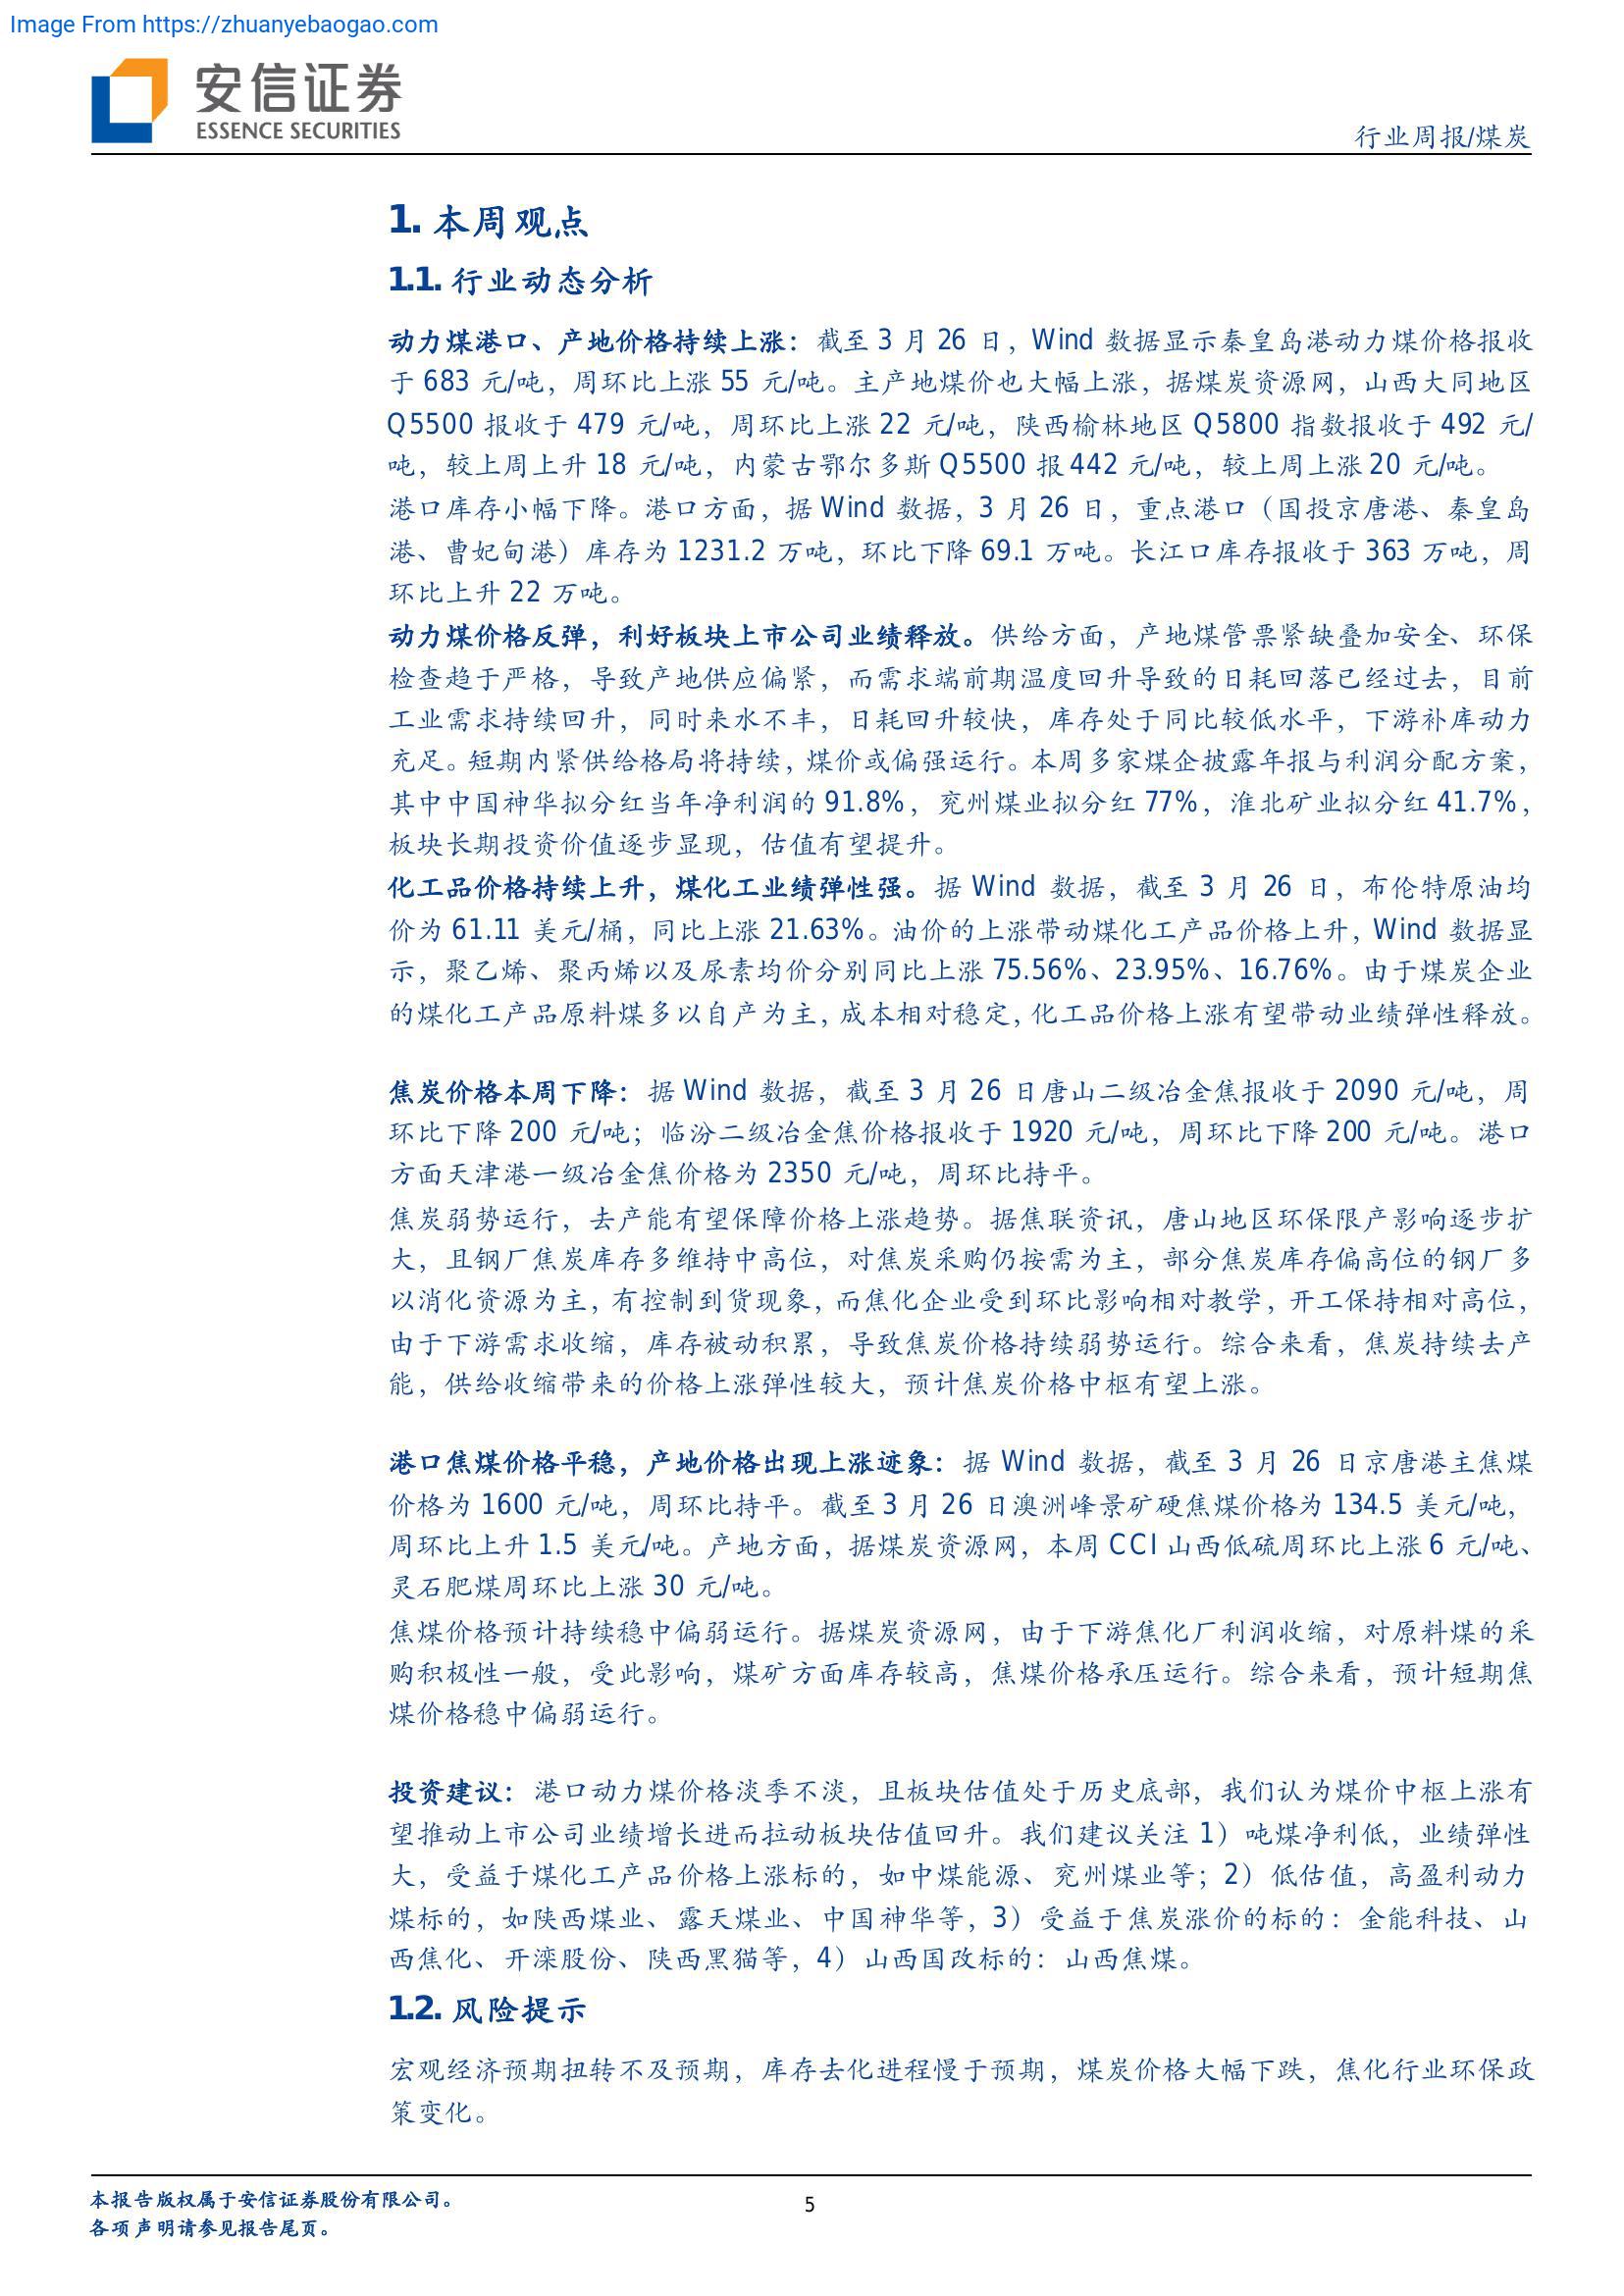 Image From https://zhuanyebaogao.com
安信证券
ESSENCE SECURITIES
行业周报/煤炭
1. 本周观点
1.1. 行业动态分析
动力煤港口、产地价格持续上涨：截至 3 月 26 日，Wind 数据显示秦皇岛港动力煤价格报收
于 683 元/吨，周环比上涨 55 元/吨。主产地煤价也大幅上涨，据煤炭资源网，山西大同地区
Q5500 报收于 479 元/吨，周环比上涨 22 元/吨，陕西榆林地区 Q5800 指数报收于 492 元/
吨，较上周上升 18 元/吨，内蒙古鄂尔多斯 Q5500 报 442 元/吨，较上周上涨 20 元/吨。
港口库存小幅下降。港口方面，据 Wind 数据，3 月 26 日，重点港口（国投京唐港、秦皇岛
港、曹妃甸港）库存为 1231.2 万吨，环比下降 69.1 万吨。长江口库存报收于 363 万吨，周
环比上升 22 万吨。
动力煤价格反弹，利好板块上市公司业绩释放。供给方面，产地煤管票紧缺叠加安全、环保
检查趋于严格，导致产地供应偏紧，而需求端前期温度回升导致的日耗回落已经过去，目前
工业需求持续回升，同时来水不丰，日耗回升较快，库存处于同比较低水平，下游补库动力
充足。短期内紧供给格局将持续，煤价或偏强运行。本周多家煤企披露年报与利润分配方案，
其中中国神华拟分红当年净利润的 91.8%，兖州煤业拟分红 77%，淮北矿业拟分红 41.7%，
板块长期投资价值逐步显现，估值有望提升。
化工品价格持续上升，煤化工业绩弹性强。据 Wind 数据，截至 3 月 26 日，布伦特原油均
价为 61.11 美元/桶，同比上涨 21.63%。油价的上涨带动煤化工产品价格上升，Wind 数据显
示，聚乙烯、聚丙烯以及尿素均价分别同比上涨 75.56%、23.95%、16.76%。由于煤炭企业
的煤化工产品原料煤多以自产为主，成本相对稳定，化工品价格上涨有望带动业绩弹性释放。
焦炭价格本周下降：据 Wind 数据，截至 3 月 26 日唐山二级冶金焦报收于 2090 元/吨，周
环比下降 200 元/吨；临汾二级冶金焦价格报收于 1920 元/吨，周环比下降 200 元/吨。港口
方面天津港一级冶金焦价格为 2350 元/吨，周环比持平。
焦炭弱势运行，去产能有望保障价格上涨趋势。据焦联资讯，唐山地区环保限产影响逐步扩
大，且钢厂焦炭库存多维持中高位，对焦炭采购仍按需为主，部分焦炭库存偏高位的钢厂多
以消化资源为主，有控制到货现象，而焦化企业受到环比影响相对教学，开工保持相对高位，
由于下游需求收缩，库存被动积累，导致焦炭价格持续弱势运行。综合来看，焦炭持续去产
能，供给收缩带来的价格上涨弹性较大，预计焦炭价格中枢有望上涨。
港口焦煤价格平稳，产地价格出现上涨迹象：据 Wind 数据，截至 3 月 26 日京唐港主焦煤
价格为 1600 元/吨，周环比持平。截至 3 月 26 日澳洲峰景矿硬焦煤价格为 134.5 美元/吨，
周环比上升 1.5 美元/吨。产地方面，据煤炭资源网，本周 CCI 山西低硫周环比上涨 6 元/吨、
灵石肥煤周环比上涨 30 元/吨。
焦煤价格预计持续稳中偏弱运行。据煤炭资源网，由于下游焦化厂利润收缩，对原料煤的采
购积极性一般，受此影响，煤矿方面库存较高，焦煤价格承压运行。综合来看，预计短期焦
煤价格稳中偏弱运行。
投资建议：港口动力煤价格淡季不淡，且板块估值处于历史底部，我们认为煤价中枢上涨有
望推动上市公司业绩增长进而拉动板块估值回升。我们建议关注 1）吨煤净利低，业绩弹性
大，受益于煤化工产品价格上涨标的，如中煤能源、兖州煤业等；2）低估值，高盈利动力
煤标的，如陕西煤业、露天煤业、中国神华等，3）受益于焦炭涨价的标的：金能科技、山
西焦化、开滦股份、陕西黑猫等，4）山西国改标的：山西焦煤。
1.2. 风险提示
宏观经济预期扭转不及预期，库存去化进程慢于预期，煤炭价格大幅下跌，焦化行业环保政
策变化。
本报告版权属于安信证券股份有限公司。
5
各项声明请参见报告尾页。